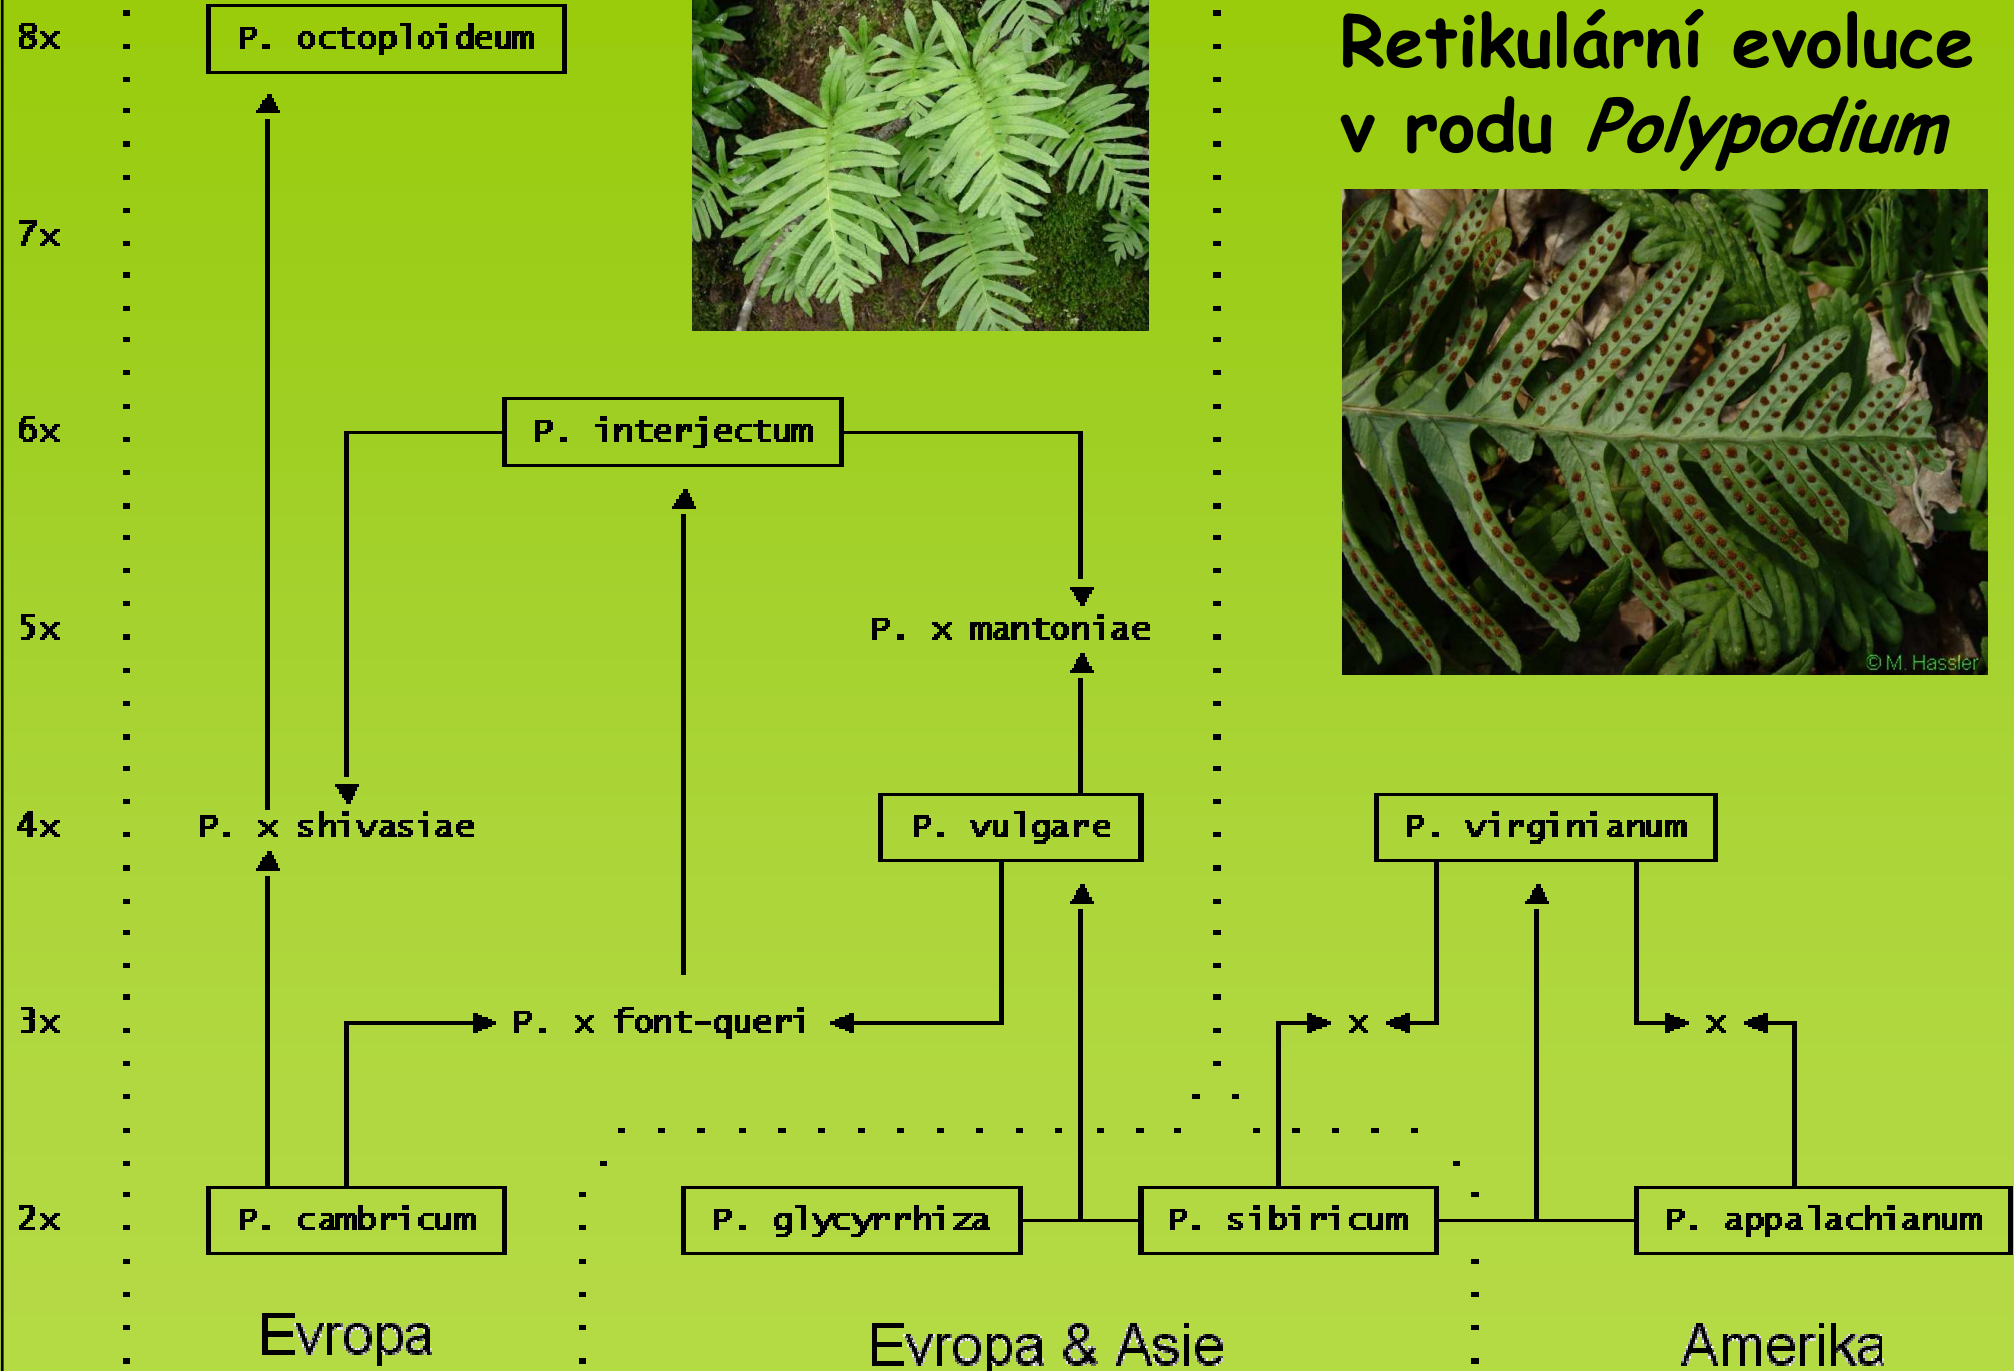 Retikulární evoluce
v rodu Polypodium
8x
P. octoploideum
7x
6x
P. interjectum
© M. Hassler
5x
P. x mantoniae
4x
P. x shivasiae
P. vulgare
P. virginianum
3x
P. x font-queri
x
x
2x
P. cambricum
P. glycyrrhiza
P. sibiricum
P. appalachianum
Evropa
Evropa & Asie
Amerika